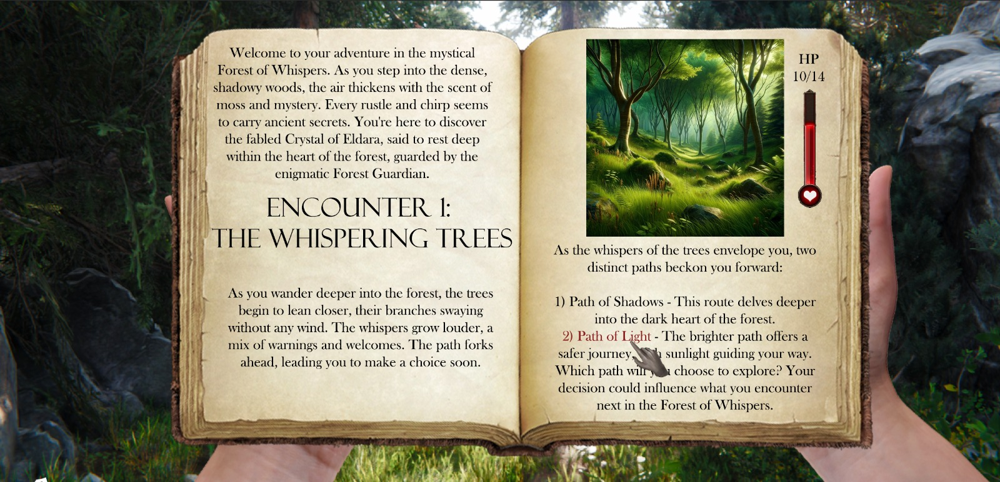 Welcome to your adventure in the mystical
Forest of Whispers. As you step into the dense,
shadowy woods, the air thickens with the scent of
moss and mystery. Every rustle and chirp seems
to carry ancient secrets. You're here to discover
the fabled Crystal of Eldara, said to rest deep
within the heart of the forest, guarded by the
enigmatic Forest Guardian.
ENCOUNTER 1:
THE WHISPERING TREES
As you wander deeper into the forest, the trees
begin to lean closer, their branches swaying
without any wind. The whispers grow louder, a
mix of warnings and welcomes. The path forks
ahead, leading you to make a choice soon.
HP
10/14
As the whispers of the trees envelope you, two
distinct paths beckon you forward:
1) Path of Shadows - This route delves deeper
into the dark heart of the forest.
2) Path of Light - The brighter path offers a
safer journey, sunlight guiding your way.
Which path will choose to explore? Your
decision could influence what you encounter
next in the Forest of Whispers.